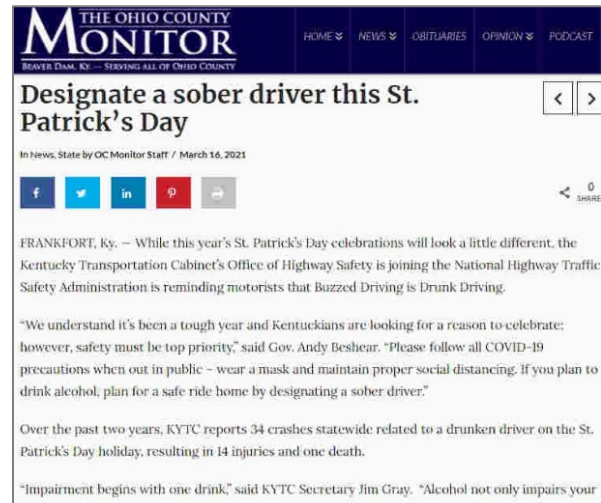 THE OHIO COUNTY
MONITOR
BEAVER DAM, KY. — SERVING ALL OF OHIO COUNTY
HOME NEWS OBITUARIES OPINION PODCAST
Designate a sober driver this St.
Patrick's Day
In News, State by OC Monitor Staff / March 16, 2021
0
SHARE
FRANKFORT, Ky. — While this year's St. Patrick's Day celebrations will look a little different, the
Kentucky Transportation Cabinet's Office of Highway Safety is joining the National Highway Traffic
Safety Administration is reminding motorists that Buzzed Driving is Drunk Driving.
"We understand it's been a tough year and Kentuckians are looking for a reason to celebrate;
however, safety must be top priority," said Gov. Andy Beshear. "Please follow all COVID-19
precautions when out in public – wear a mask and maintain proper social distancing. If you plan to
drink alcohol, plan for a safe ride home by designating a sober driver."
Over the past two years, KYTC reports 34 crashes statewide related to a drunken driver on the St.
Patrick's Day holiday, resulting in 14 injuries and one death.
"Impairment begins with one drink," said KYTC Secretary Jim Gray. "Alcohol not only impairs your